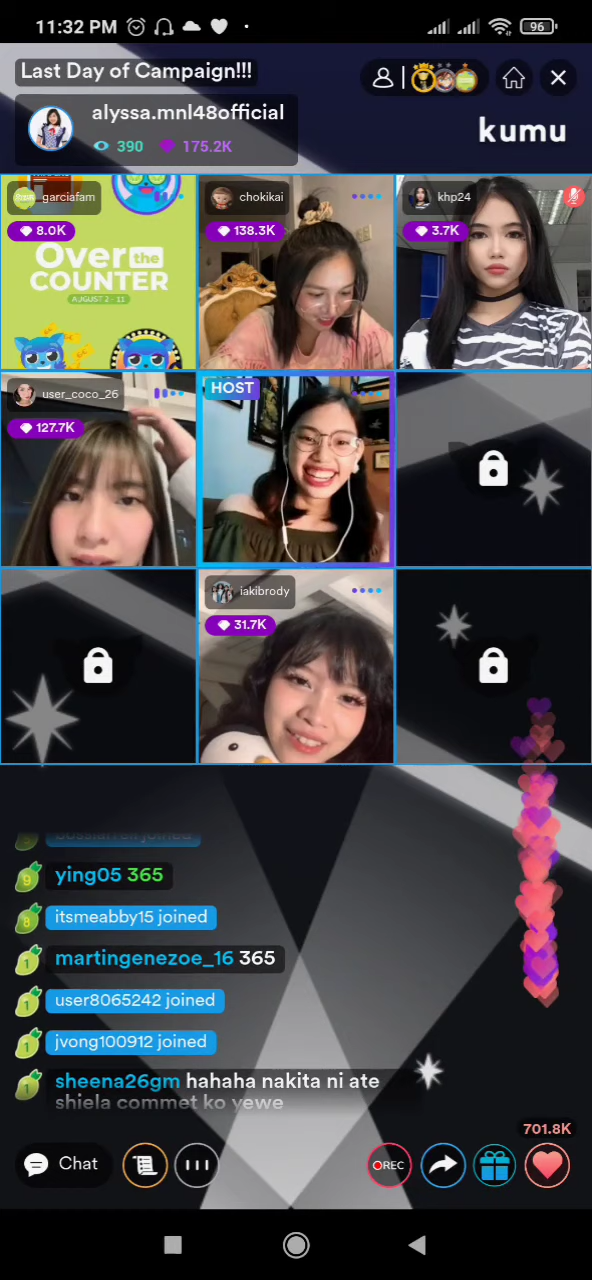 11:32 PM
96
Last Day of Campaign!!!
alyssa.mnl48official
390
175.2K
kumu
garciafam
8.0K
Over the
COUNTER
AUGUST 2 - 11
chokikai
138.3K
khp24
3.7K
user_coco_26
127.7K
HOST
iakibrody
31.7K
joined
ying05 365
itsmeabby15 joined
martingenezoe_16 365
user8065242 joined
jvong100912 joined
sheena26gm hahaha nakita ni ate
shiela commet ko yewe
701.8K
Chat
REC